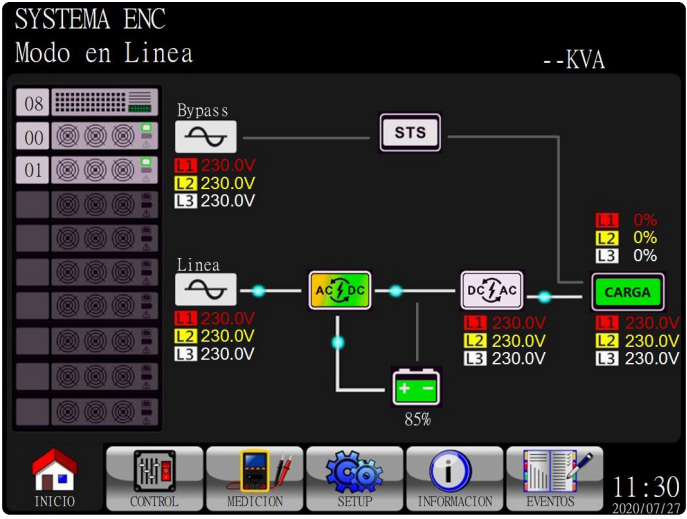 SYSTEMA ENC
Modo en Linea
--KVA
08
00
01
Bypass
STS
L1 230.0V
L2 230.0V
L3 230.0V
L1 0%
L2 0%
L3 0%
Linea
AC DC
DC AC
CARGA
L1 230.0V
L2 230.0V
L3 230.0V
L1 230.0V
L2 230.0V
L3 230.0V
L1 230.0V
L2 230.0V
L3 230.0V
+ -
85%
INICIO
CONTROL
MEDICION
SETUP
INFORMACION
EVENTOS
11:30
2020/07/27